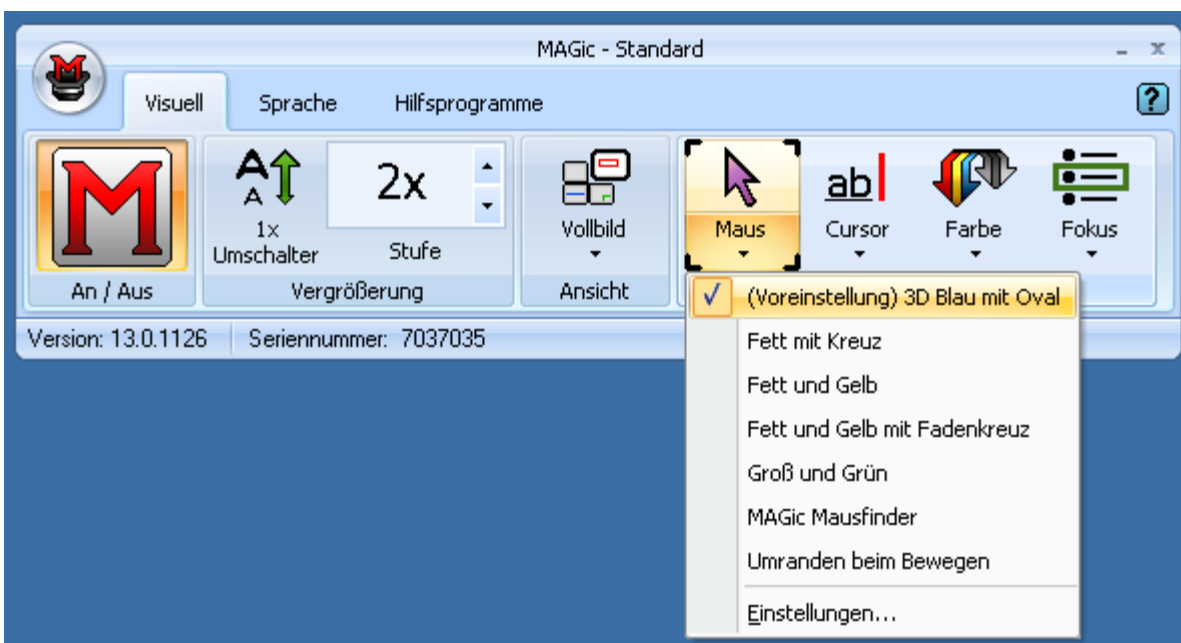 MAGic - Standard
Visuell Sprache Hilfsprogramme
1x
Umschalter
2x
Stufe
Vollbild
Maus
ab
Cursor
Farbe
Fokus
An / Aus
Vergrößerung
Ansicht
Version: 13.0.1126
Seriennummer: 7037035
(Voreinstellung) 3D Blau mit Oval
Fett mit Kreuz
Fett und Gelb
Fett und Gelb mit Fadenkreuz
Groß und Grün
MAGic Mausfinder
Umranden beim Bewegen
Einstellungen...